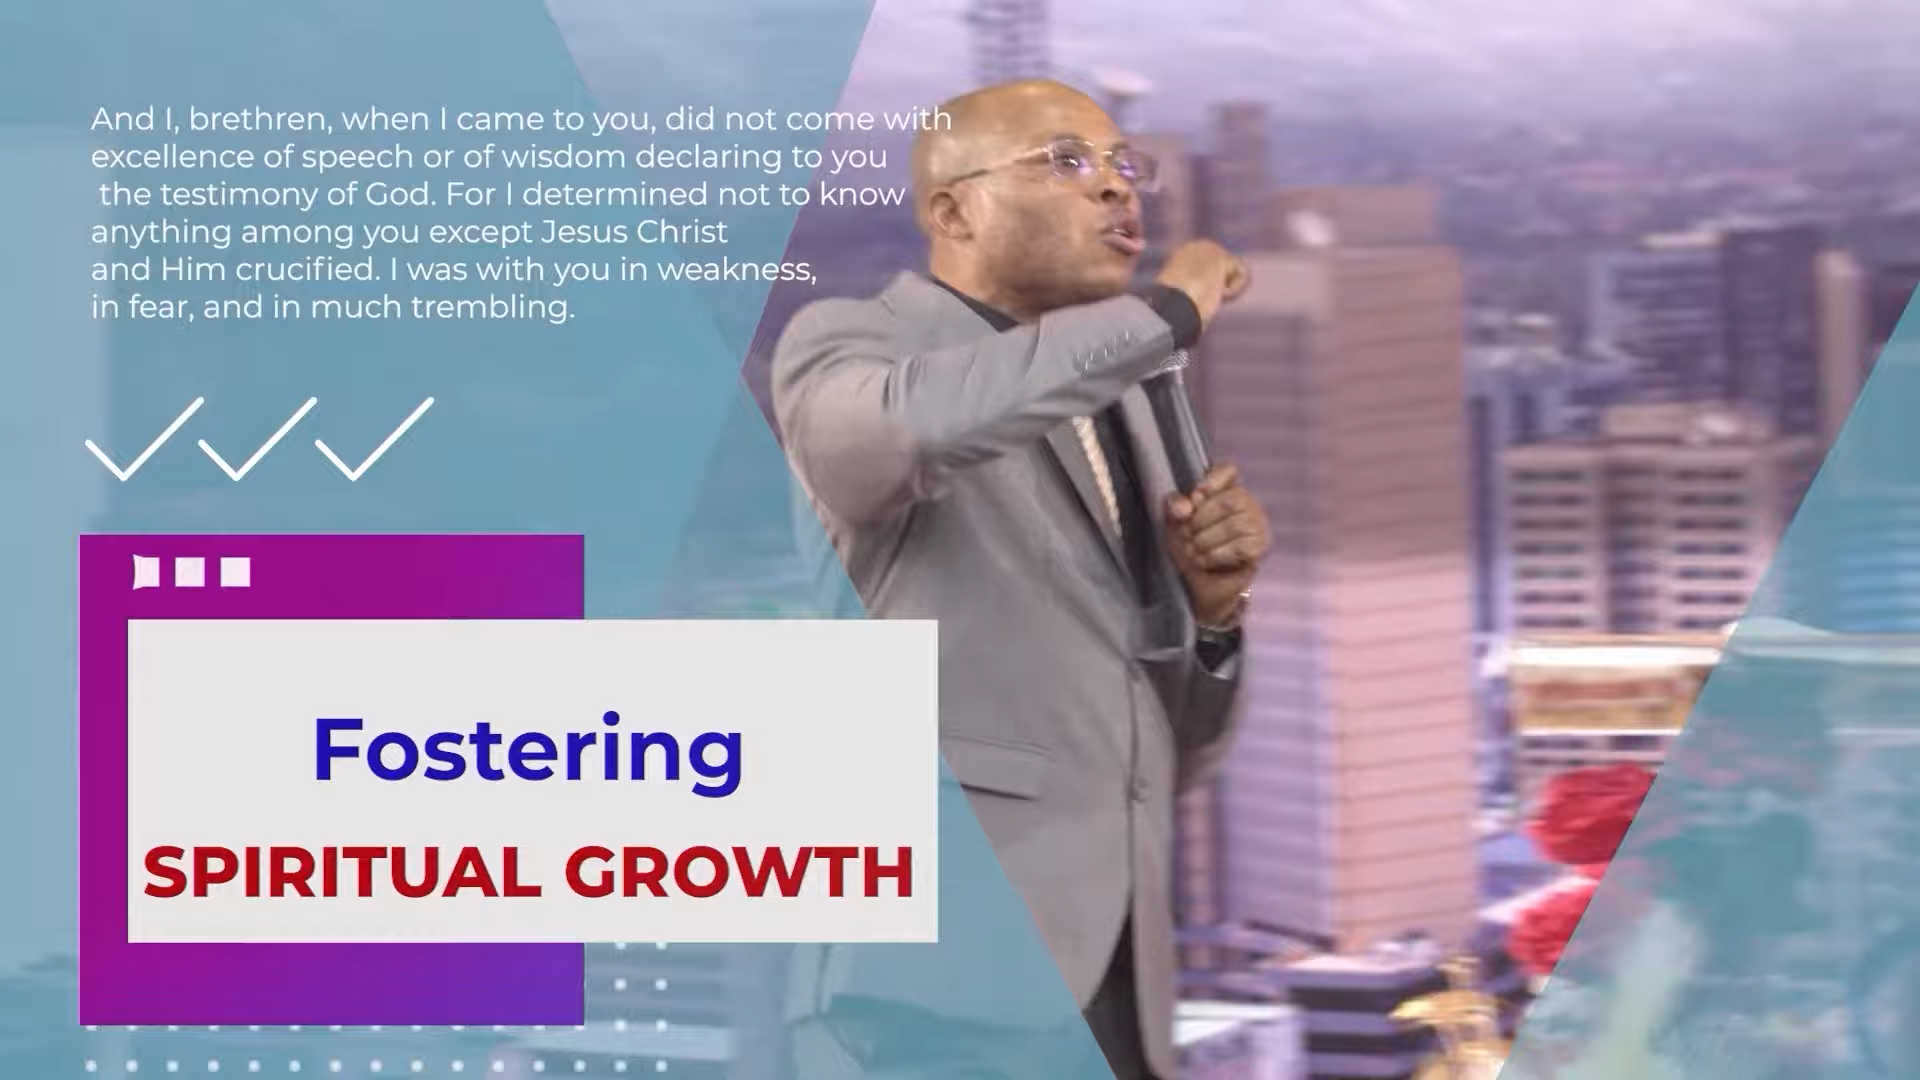 And I, brethren, when I came to you, did not come with
excellence of speech or of wisdom declaring to you
the testimony of God. For I determined not to know
anything among you except Jesus Christ
and Him crucified. I was with you in weakness,
in fear, and in much trembling.
Fostering
SPIRITUAL GROWTH